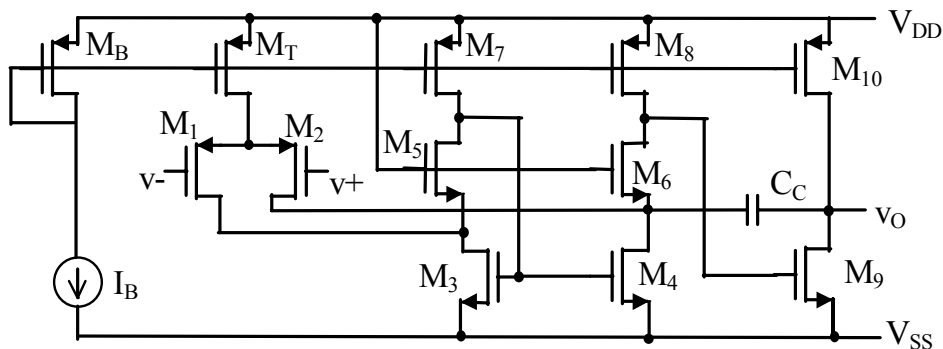 V_DD
M_B
M_T
M_7
M_8
M_10
M_1
M_2
M_5
M_6
v-
v+
C_C
v_O
I_B
M_3
M_4
M_9
V_SS